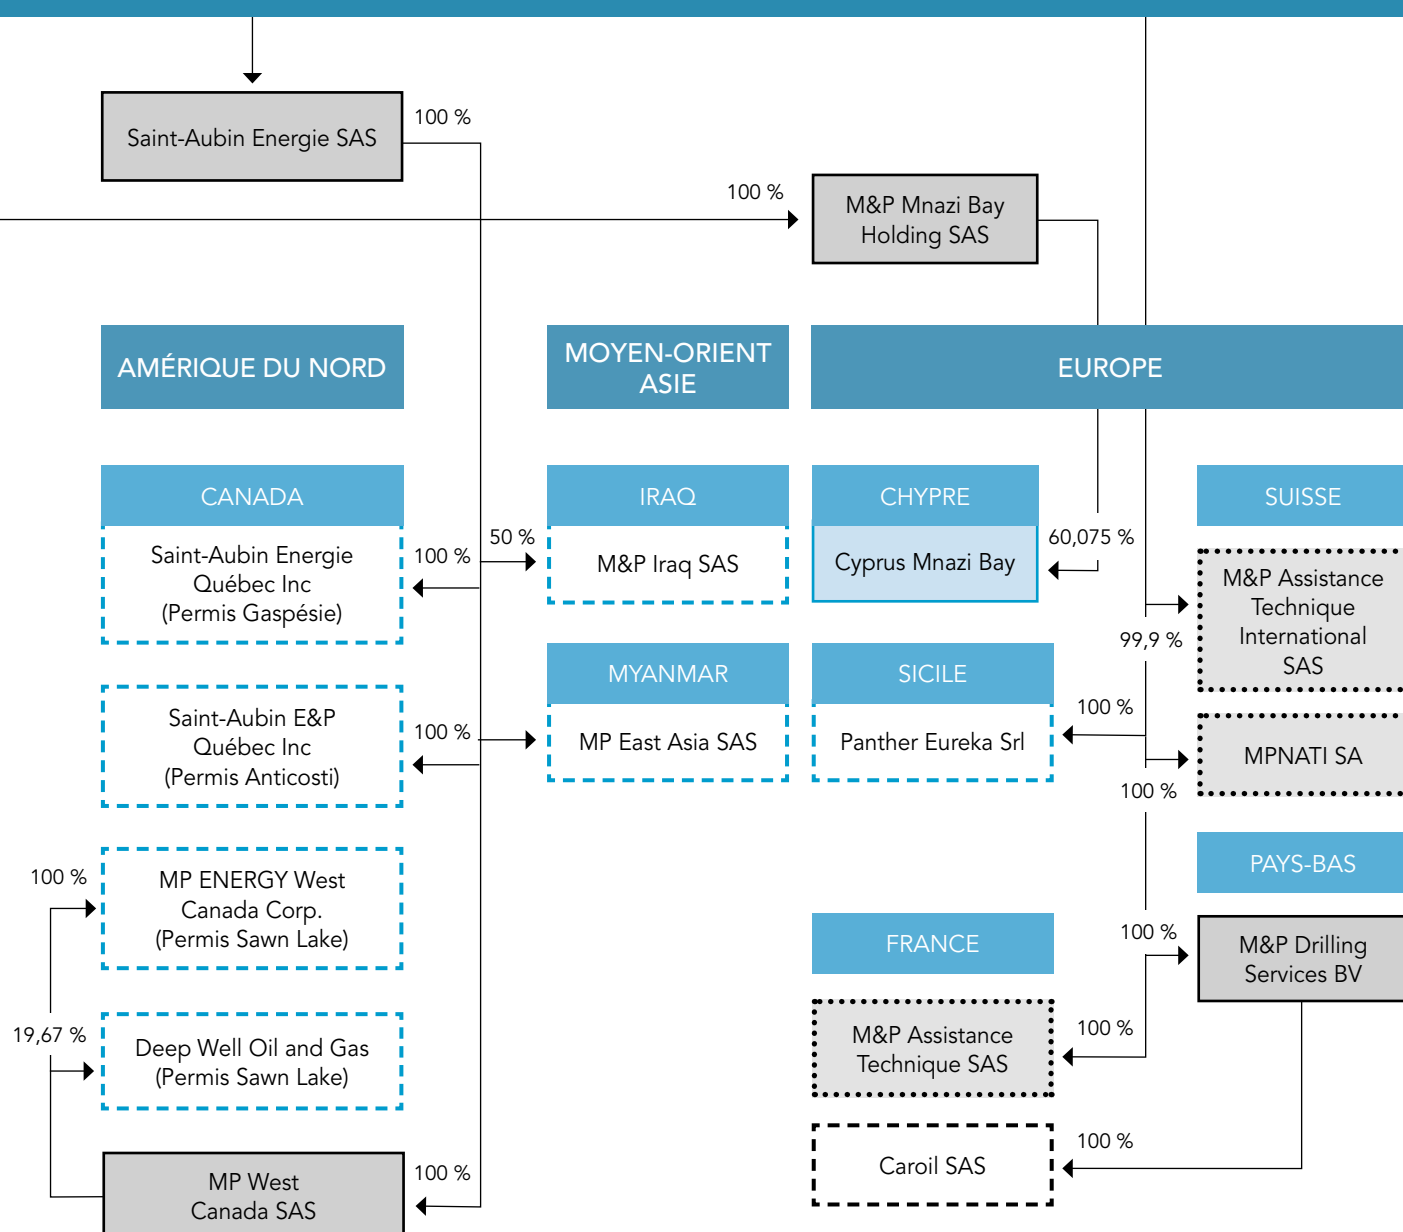 Saint-Aubin Energie SAS
100 %
100 %
M&P Mnazi Bay
Holding SAS
AMÉRIQUE DU NORD
MOYEN-ORIENT
ASIE
EUROPE
CANADA
Saint-Aubin Energie
Québec Inc
(Permis Gaspésie)
100 %
50 %
IRAQ
M&P Iraq SAS
CHYPRE
Cyprus Mnazi Bay
60,075 %
SUISSE
M&P Assistance
Technique
International
SAS
99,9 %
Saint-Aubin E&P
Québec Inc
(Permis Anticosti)
100 %
MYANMAR
MP East Asia SAS
SICILE
Panther Eureka Srl
100 %
MPNATI SA
100 %
100 %
MP ENERGY West
Canada Corp.
(Permis Sawn Lake)
PAYS-BAS
100 %
M&P Drilling
Services BV
FRANCE
M&P Assistance
Technique SAS
100 %
19,67 %
Deep Well Oil and Gas
(Permis Sawn Lake)
Caroil SAS
100 %
MP West
Canada SAS
100 %